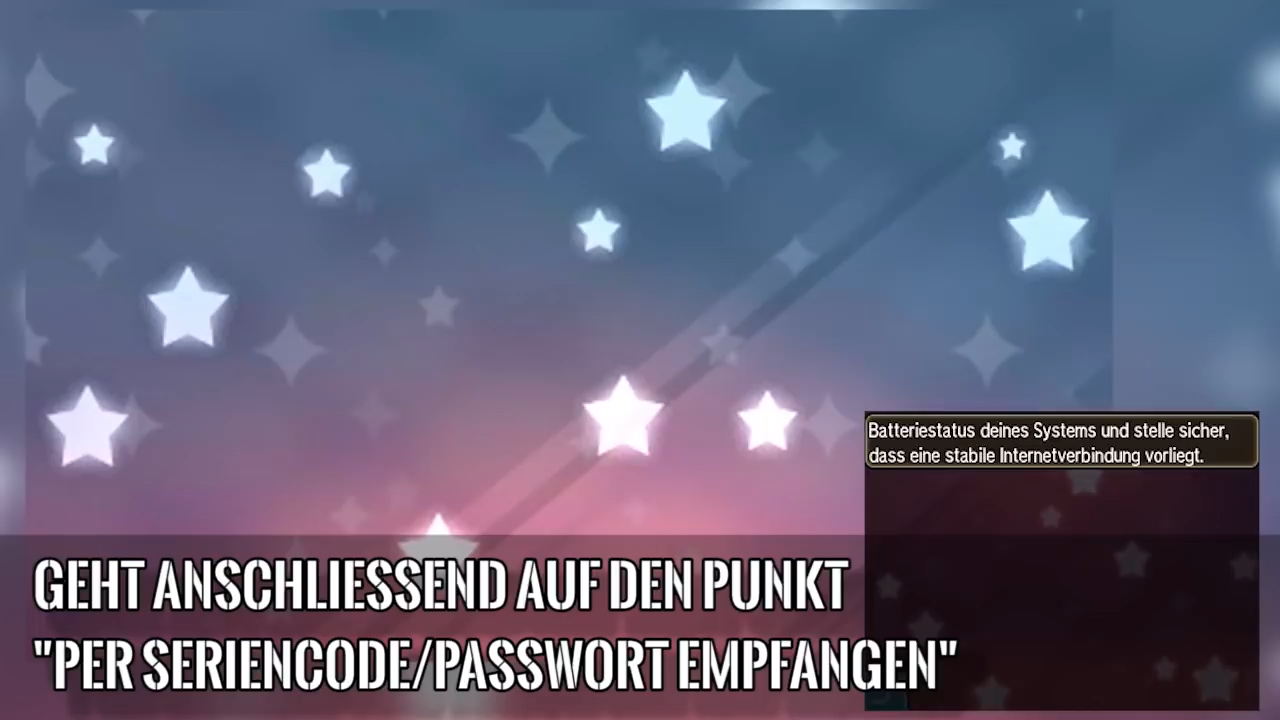 Batteriestatus deines Systems und stelle sicher,
dass eine stabile Internetverbindung vorliegt.
GEHT ANSCHLIESSEND AUF DEN PUNKT
"PER SERIENCODE/PASSWORT EMPFANGEN"